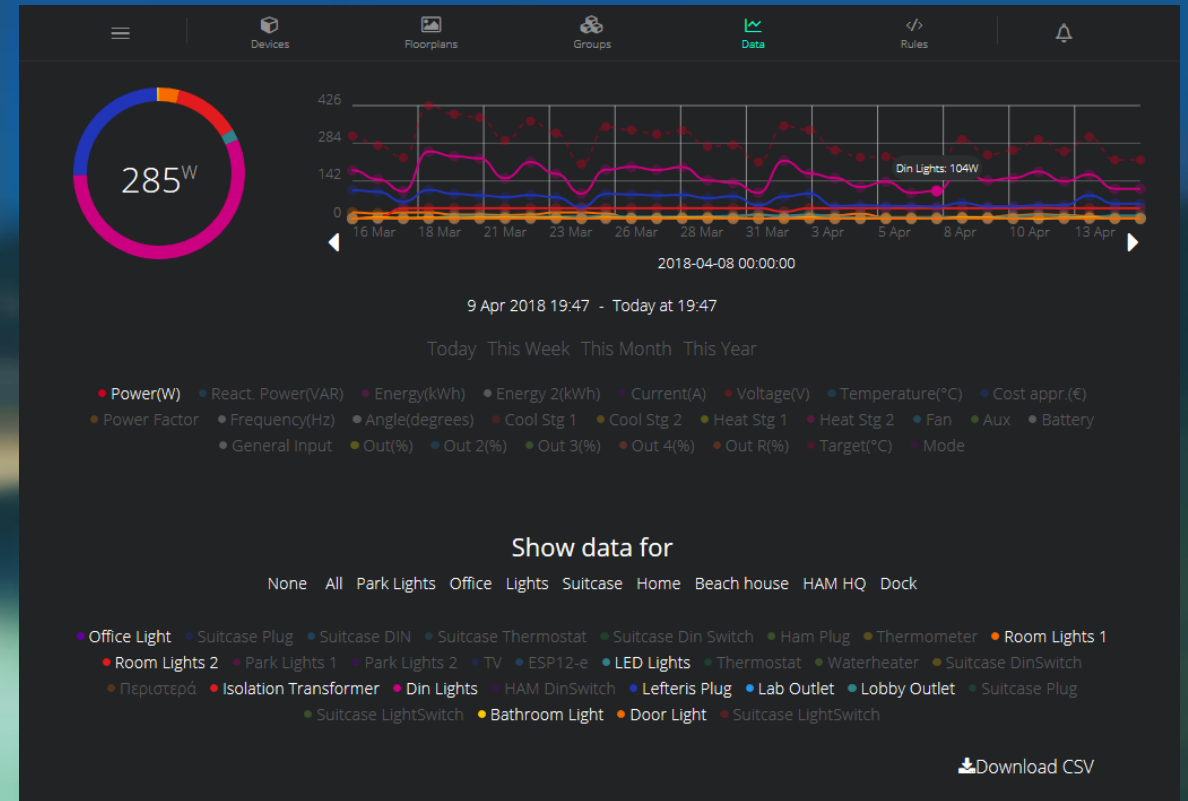 Devices Floorplans Groups Data Rules
285W
426
284
142
0
Din Lights: 104W
16 Mar 18 Mar 21 Mar 23 Mar 26 Mar 28 Mar 31 Mar 3 Apr 5 Apr 8 Apr 10 Apr 13 Apr
2018-04-08 00:00:00
9 Apr 2018 19:47 - Today at 19:47
Today This Week This Month This Year
Power(W) React. Power(VAR) Energy(kWh) Energy 2(kWh) Current(A) Voltage(V) Temperature(°C) Cost appr.(€)
Power Factor Frequency(Hz) Angle(degrees) Cool Stg 1 Cool Stg 2 Heat Stg 1 Heat Stg 2 Fan Aux Battery
General Input Out(%) Out 2(%) Out 3(%) Out 4(%) Out R(%) Target(°C) Mode
Show data for
None All Park Lights Office Lights Suitcase Home Beach house HAM HQ Dock
Office Light Suitcase Plug Suitcase DIN Suitcase Thermostat Suitcase Din Switch Ham Plug Thermometer Room Lights 1
Room Lights 2 Park Lights 1 Park Lights 2 TV ESP12-e LED Lights Thermostat Waterheater Suitcase DinSwitch
Περιστερά Isolation Transformer Din Lights HAM DinSwitch Lefteris Plug Lab Outlet Lobby Outlet Suitcase Plug
Suitcase LightSwitch Bathroom Light Door Light Suitcase LightSwitch
Download CSV